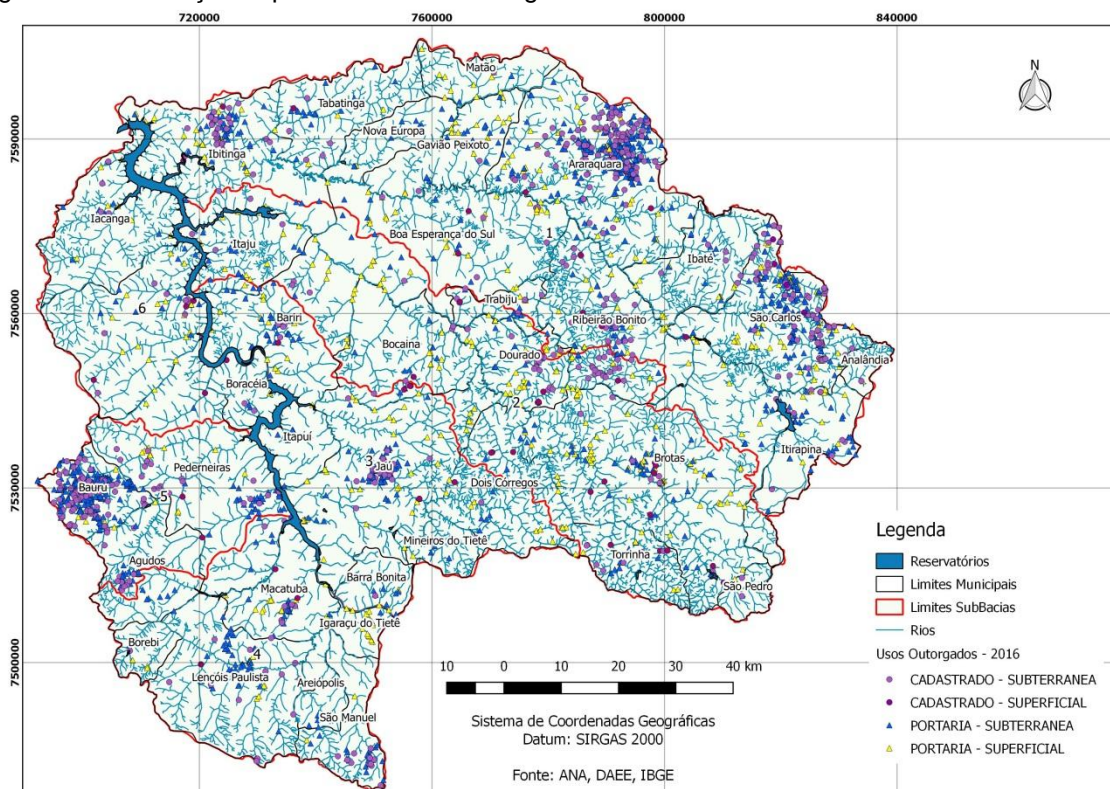 720000
760000
800000
840000
7590000
7560000
7530000
7500000
N
Matão
Tabatinga
Nova Europa
Gavião Peixoto
Ibitinga
Araraquara
Iacanga
Itaju
Boa Esperança do Sul
1
Ibaté
6
Trabiju
Bariri
Ribeirão Bonito
São Carlos
Bocaina
Dourado
Analândia
Boracéia
2
Itapuí
Itirapina
3
Jaú
Pederneiras
Brotas
Bauru
5
Dois Córregos
Mineiros do Tietê
Agudos
Torrinha
Barra Bonita
São Pedro
Macatuba
Igaraçu do Tietê
Borebi
4
Lençóis Paulista
Areiópolis
São Manuel
10 0 10 20 30 40 km
Sistema de Coordenadas Geográficas
Datum: SIRGAS 2000
Fonte: ANA, DAEE, IBGE
Legenda
Reservatórios
Limites Municipais
Limites SubBacias
Rios
Usos Outorgados - 2016
CADASTRADO - SUBTERRANEA
CADASTRADO - SUPERFICIAL
PORTARIA - SUBTERRANEA
PORTARIA - SUPERFICIAL